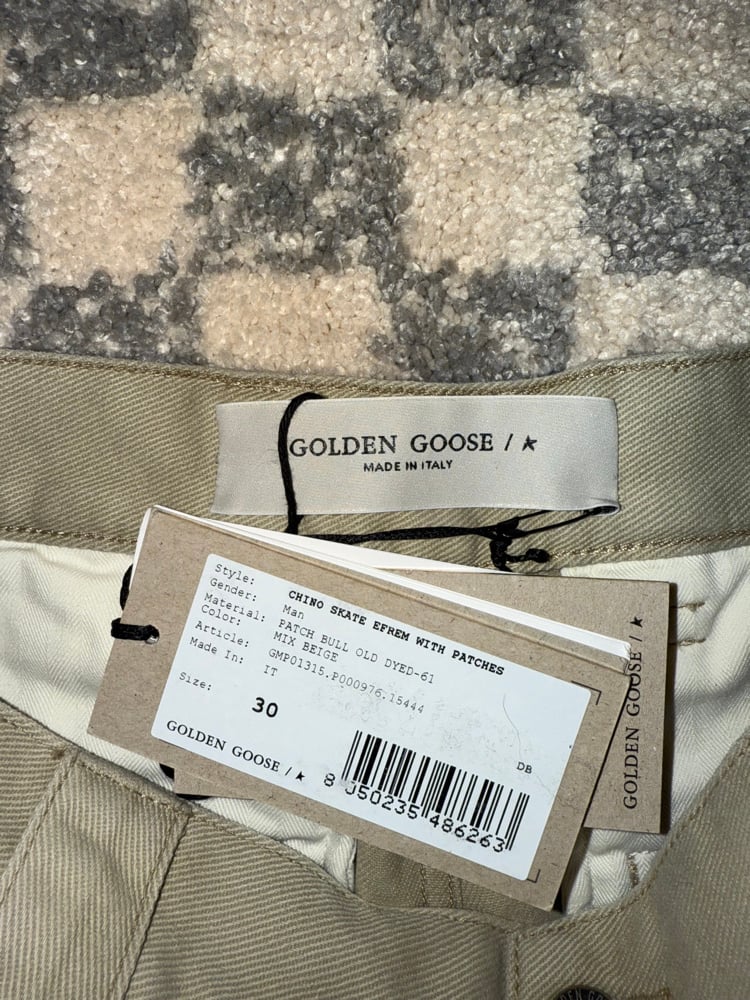 GOLDEN GOOSE / ★
MADE IN ITALY
Style: CHINO SKATE EFREM WITH PATCHES
Gender: Man
Material: PATCH BULL OLD DYED-61
Color: MIX BEIGE
Article: GMP01315.P000976.15444
Made In: IT
Size: 30
DB
GOLDEN GOOSE / ★
8 050235 486263
GOLDEN GOOSE / ★